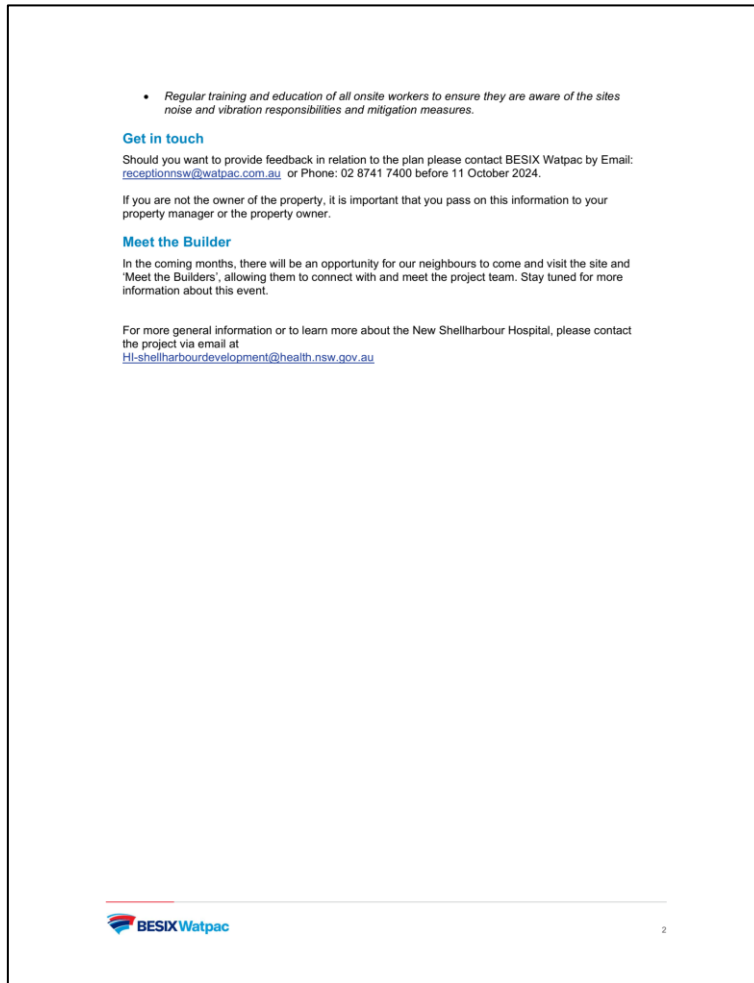 • Regular training and education of all onsite workers to ensure they are aware of the sites
noise and vibration responsibilities and mitigation measures.
Get in touch
Should you want to provide feedback in relation to the plan please contact BESIX Watpac by Email:
receptionnsw@watpac.com.au or Phone: 02 8741 7400 before 11 October 2024.
If you are not the owner of the property, it is important that you pass on this information to your
property manager or the property owner.
Meet the Builder
In the coming months, there will be an opportunity for our neighbours to come and visit the site and
‘Meet the Builders’, allowing them to connect with and meet the project team. Stay tuned for more
information about this event.
For more general information or to learn more about the New Shellharbour Hospital, please contact
the project via email at
HI-shellharbourdevelopment@health.nsw.gov.au
BESIX Watpac
2